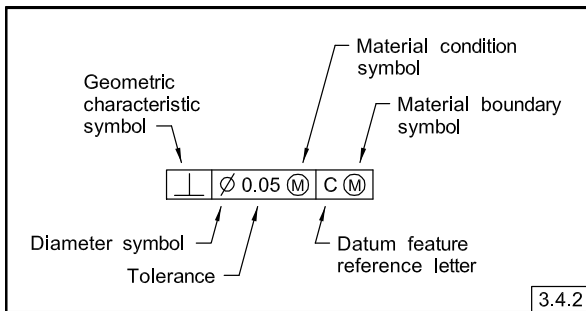 Material condition
symbol
Geometric
characteristic
symbol
Material boundary
symbol
⊥ ⌀ 0.05 Ⓜ C Ⓜ
Diameter symbol
Tolerance
Datum feature
reference letter
3.4.2